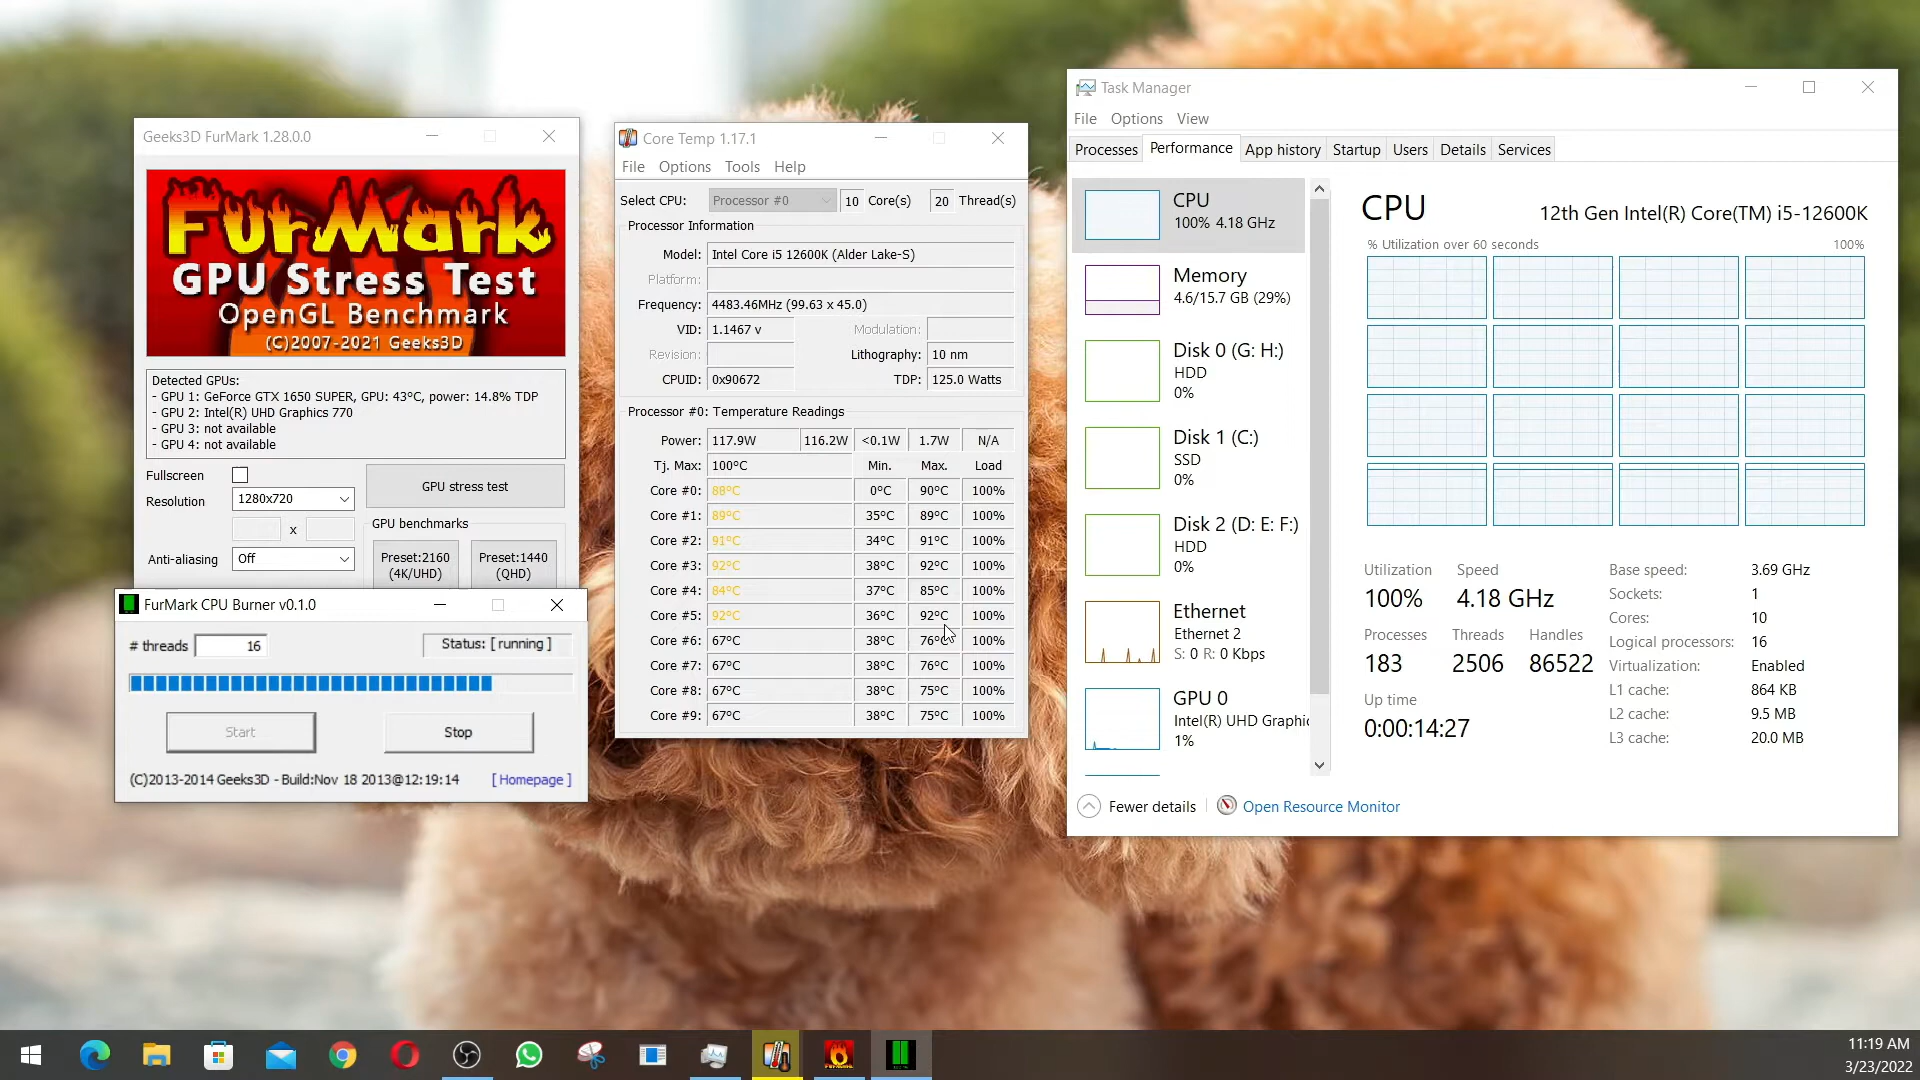 Geeks3D FurMark 1.28.0.0
FurMark
GPU Stress Test
OpenGL Benchmark
(C)2007-2021 Geeks3D
Detected GPUs:
- GPU 1: GeForce GTX 1650 SUPER, GPU: 43°C, power: 14.8% TDP
- GPU 2: Intel(R) UHD Graphics 770
- GPU 3: not available
- GPU 4: not available
Fullscreen
Resolution 1280x720
GPU stress test
x
GPU benchmarks
Anti-aliasing Off
Preset:2160 (4K/UHD)
Preset:1440 (QHD)
FurMark CPU Burner v0.1.0
# threads 16
Status: [ running ]
Start
Stop
(C)2013-2014 Geeks3D - Build:Nov 18 2013@12:19:14 [ Homepage ]
Core Temp 1.17.1
File Options Tools Help
Select CPU: Processor #0 10 Core(s) 20 Thread(s)
Processor Information
Model: Intel Core i5 12600K (Alder Lake-S)
Platform:
Frequency: 4483.46MHz (99.63 x 45.0)
VID: 1.1467 v Modulation:
Revision: Lithography: 10 nm
CPUID: 0x90672 TDP: 125.0 Watts
Processor #0: Temperature Readings
Power: 117.9W 116.2W <0.1W 1.7W N/A
Tj. Max: 100°C Min. Max. Load
Core #0: 88°C 0°C 90°C 100%
Core #1: 89°C 35°C 89°C 100%
Core #2: 91°C 34°C 91°C 100%
Core #3: 92°C 38°C 92°C 100%
Core #4: 84°C 37°C 85°C 100%
Core #5: 92°C 36°C 92°C 100%
Core #6: 67°C 38°C 76°C 100%
Core #7: 67°C 38°C 76°C 100%
Core #8: 67°C 38°C 75°C 100%
Core #9: 67°C 38°C 75°C 100%
Task Manager
File Options View
Processes Performance App history Startup Users Details Services
CPU
100% 4.18 GHz
Memory
4.6/15.7 GB (29%)
Disk 0 (G: H:)
HDD
0%
Disk 1 (C:)
SSD
0%
Disk 2 (D: E: F:)
HDD
0%
Ethernet
Ethernet 2
S: 0 R: 0 Kbps
GPU 0
Intel(R) UHD Graphi
1%
CPU 12th Gen Intel(R) Core(TM) i5-12600K
% Utilization over 60 seconds 100%
Utilization Speed
100% 4.18 GHz
Processes Threads Handles
183 2506 86522
Up time
0:00:14:27
Base speed: 3.69 GHz
Sockets: 1
Cores: 10
Logical processors: 16
Virtualization: Enabled
L1 cache: 864 KB
L2 cache: 9.5 MB
L3 cache: 20.0 MB
Fewer details Open Resource Monitor
11:19 AM
3/23/2022